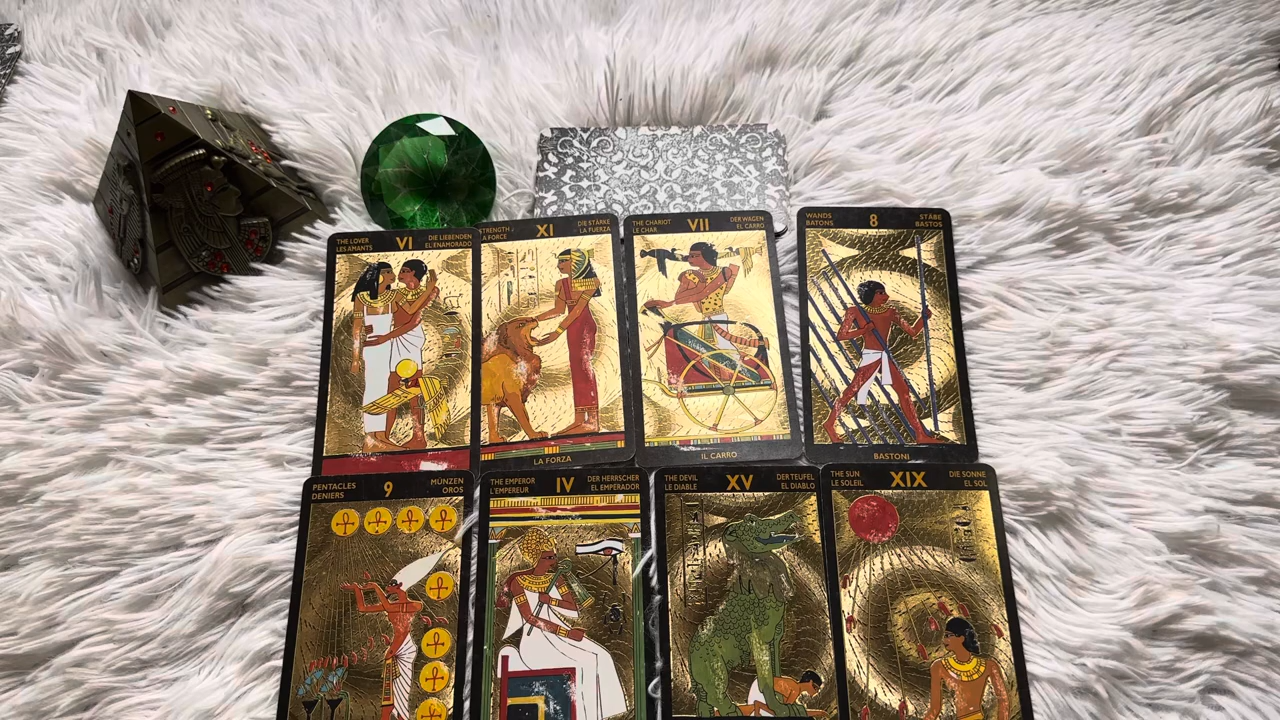 THE LOVER
LES AMANTS
VI
DIE LIEBENDEN
EL ENAMORADO
STRENGTH
LA FORCE
XI
DIE STÄRKE
LA FUERZA
LA FORZA
THE CHARIOT
LE CHAR
VII
DER WAGEN
EL CARRO
IL CARRO
WANDS
BATONS
8
STÄBE
BASTOS
BASTONI
PENTACLES
DENIERS
9
MÜNZEN
OROS
THE EMPEROR
L'EMPEREUR
IV
DER HERRSCHER
EL EMPERADOR
THE DEVIL
LE DIABLE
XV
DER TEUFEL
EL DIABLO
THE SUN
LE SOLEIL
XIX
DIE SONNE
EL SOL